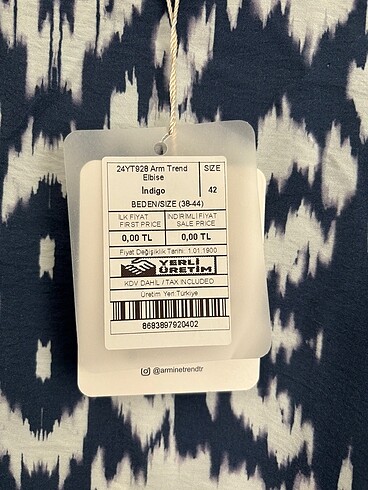 24YT928 Arm Trend
Elbise
İndigo
SIZE
42
BEDEN/SIZE (38-44)
İLK FİYAT
FIRST PRICE
İNDİRİMLİ FİYAT
SALE PRICE
0,00 TL
0,00 TL
Fiyat Değişiklik Tarihi: 1.01.1900
YERLİ
ÜRETİM
KDV DAHİL / TAX INCLUDED
Üretim Yeri:Türkiye
8693897920402
@arminetrendtr